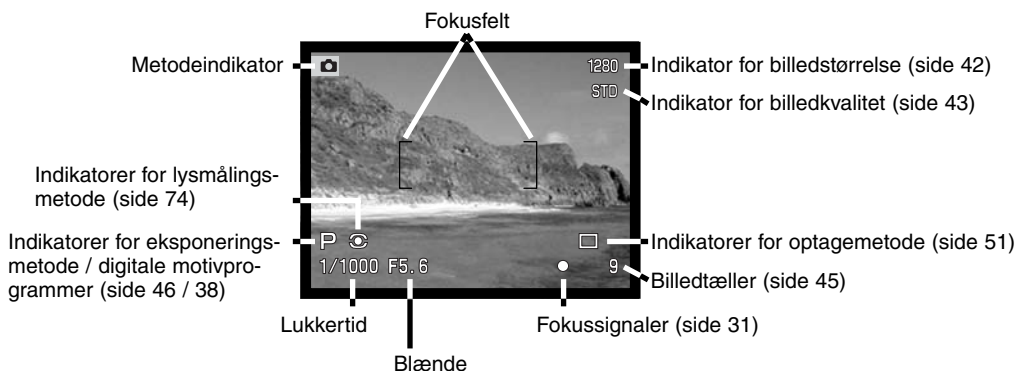 Fokusfelt
Metodeindikator
1280
Indikator for billedstørrelse (side 42)
STD
Indikator for billedkvalitet (side 43)
Indikatorer for lysmålings-
metode (side 74)
Indikatorer for eksponerings-
metode / digitale motivpro-
grammer (side 46 / 38)
P
Indikatorer for optagemetode (side 51)
1/1000 F5.6
9
Billedtæller (side 45)
Lukkertid
Fokussignaler (side 31)
Blænde